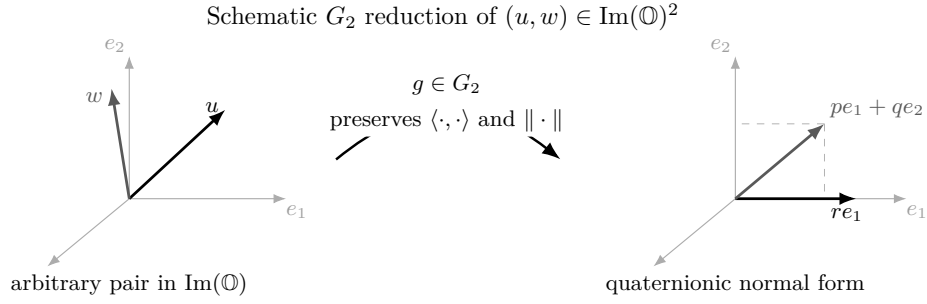 Schematic G₂ reduction of (u, w) ∈ Im(𝕆)²
e₂
w
u
e₁
arbitrary pair in Im(𝕆)
g ∈ G₂
preserves ⟨·, ·⟩ and ∥ · ∥
e₂
pe₁ + qe₂
re₁
e₁
quaternionic normal form